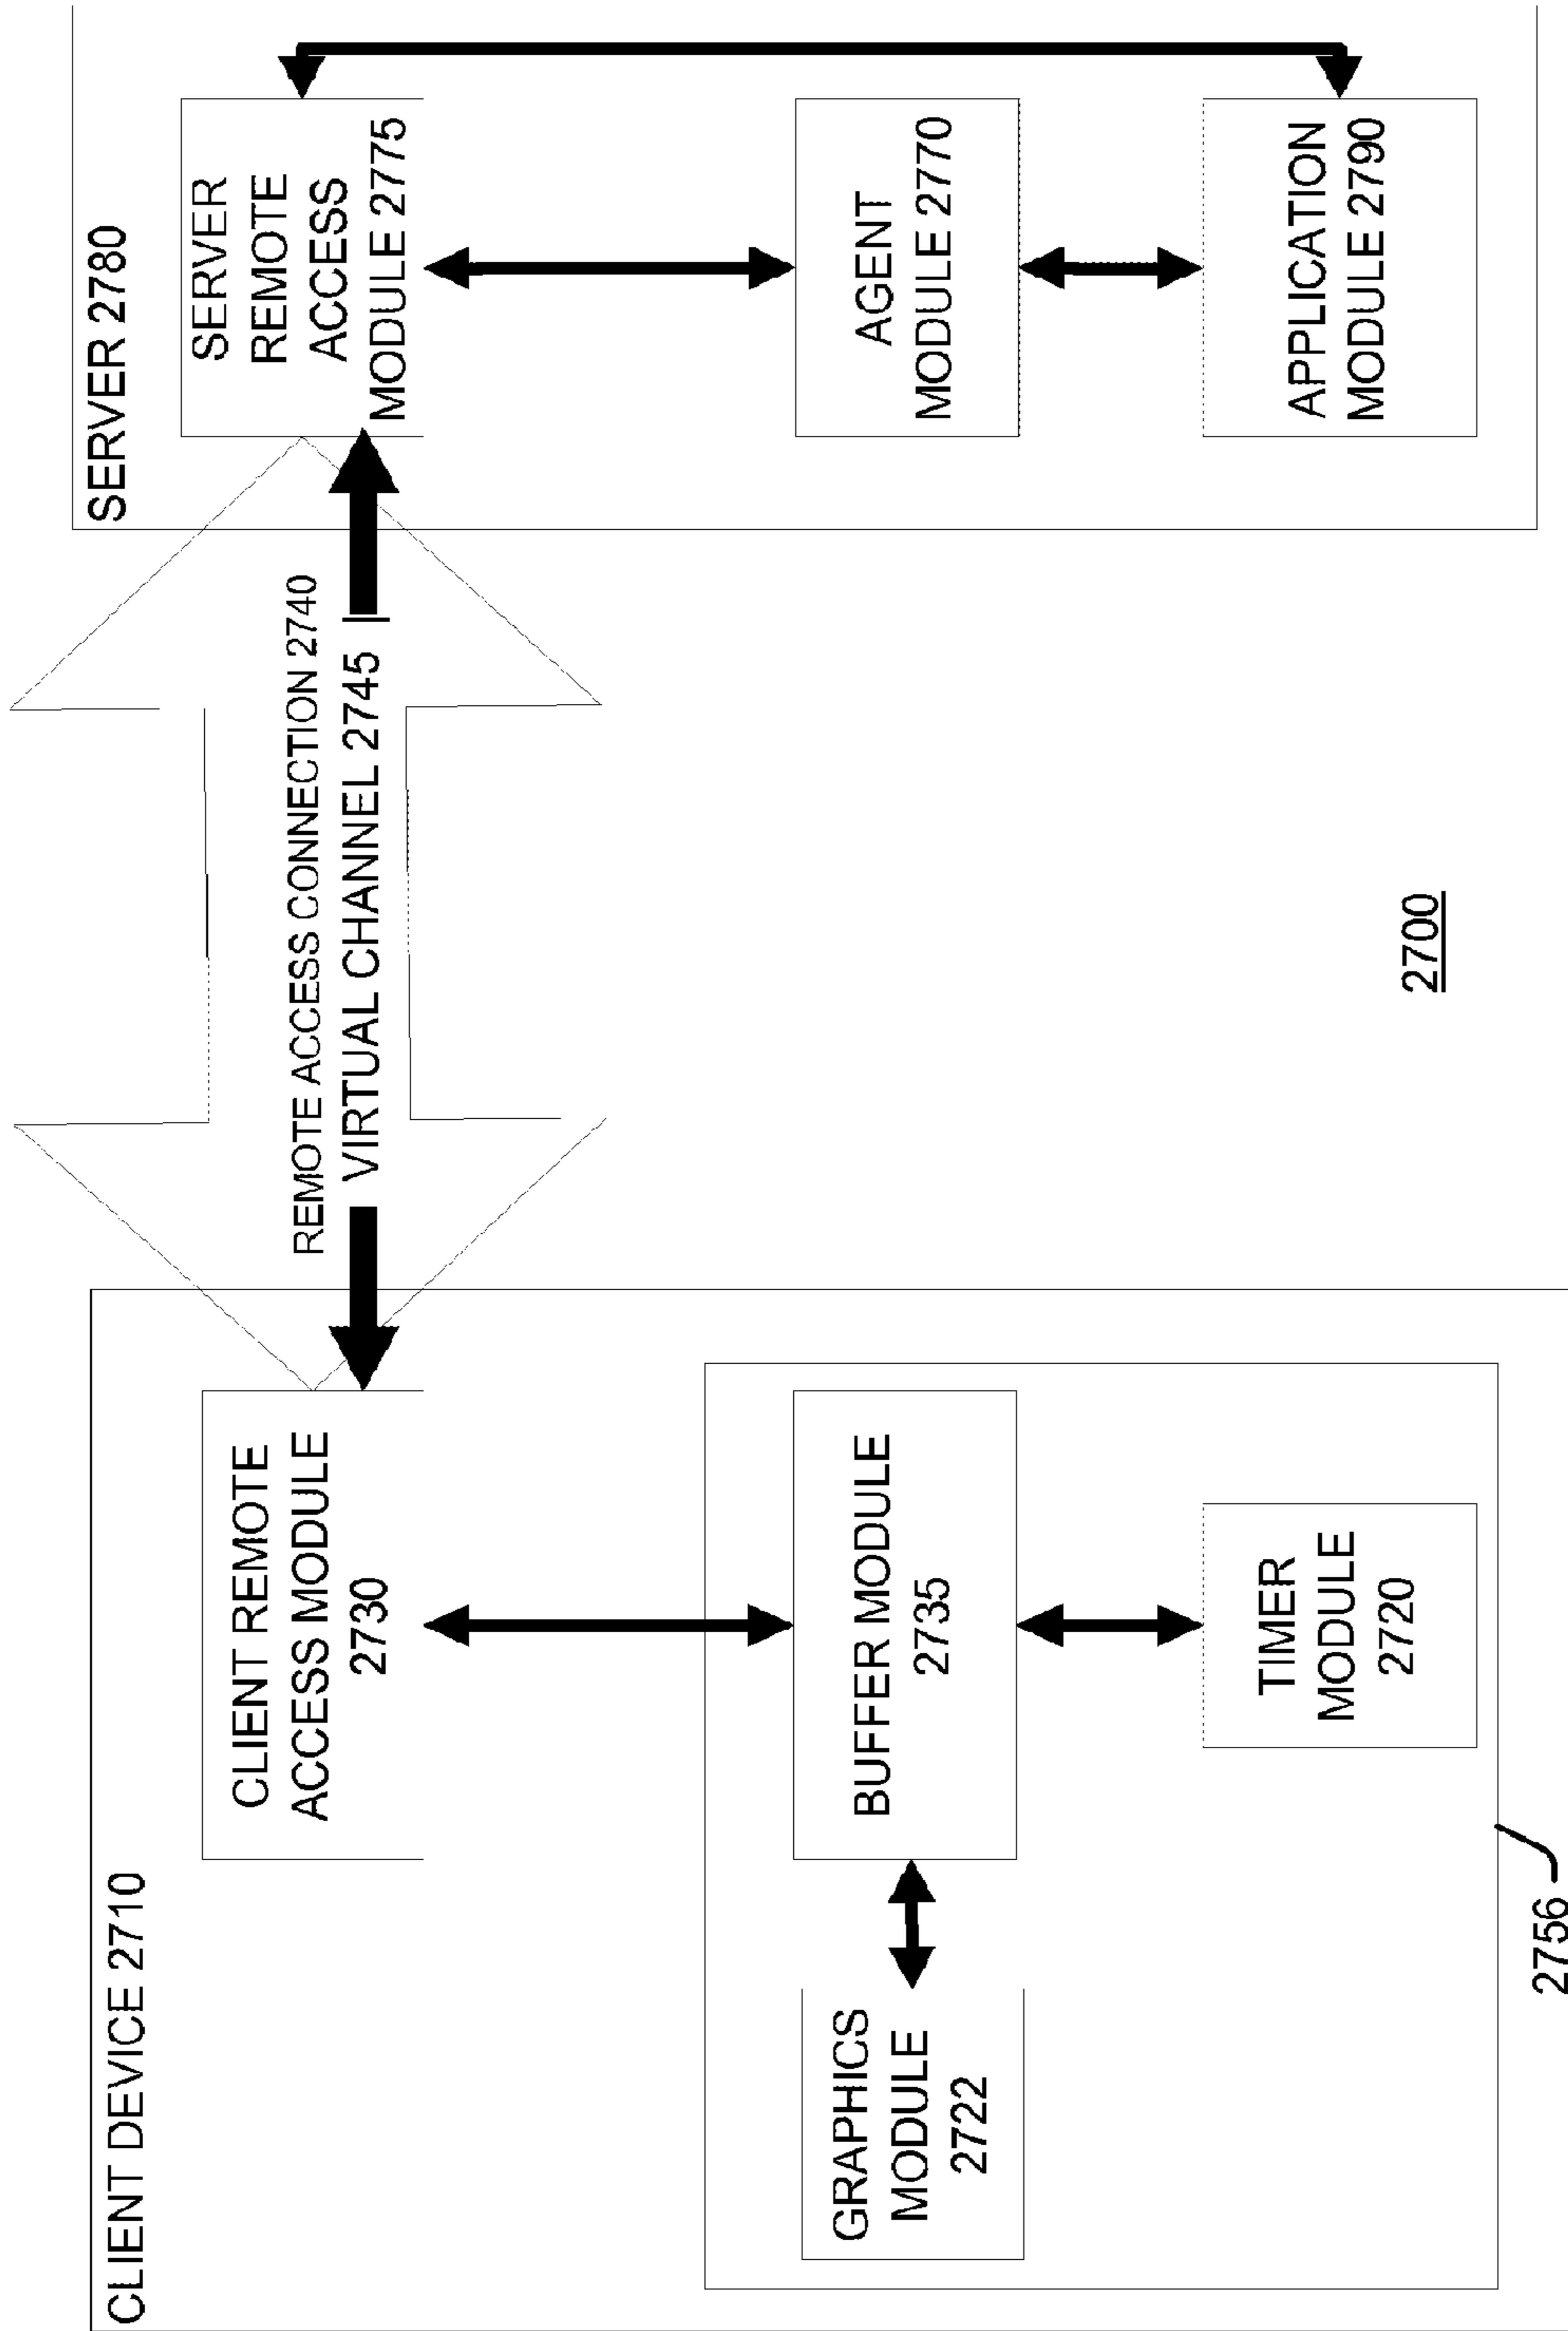 CLIENT DEVICE 2710
CLIENT REMOTE
ACCESS MODULE
2730
GRAPHICS
MODULE
2722
BUFFER MODULE
2735
TIMER
MODULE
2720
2756
REMOTE ACCESS CONNECTION 2740
VIRTUAL CHANNEL 2745
2700
SERVER 2780
SERVER
REMOTE
ACCESS
MODULE 2775
AGENT
MODULE 2770
APPLICATION
MODULE 2790